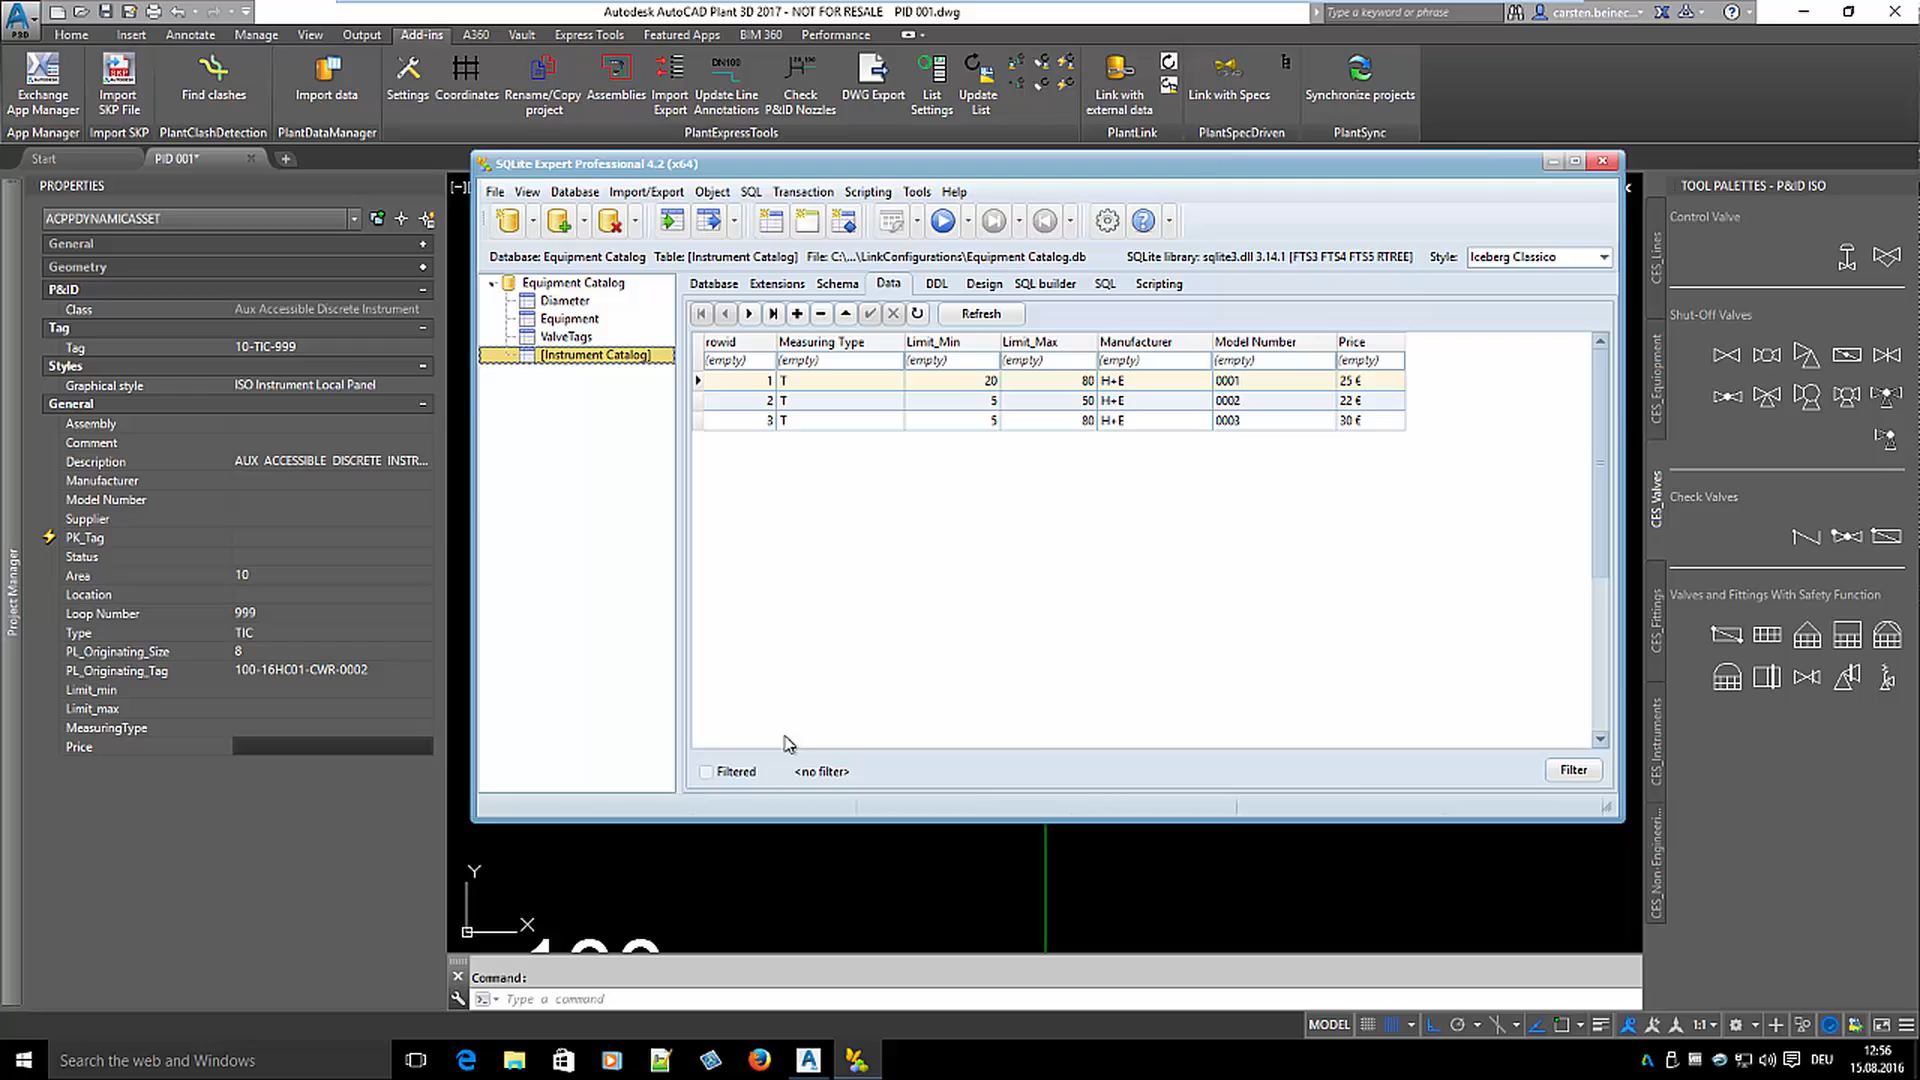 Autodesk AutoCAD Plant 3D 2017 - NOT FOR RESALE PID 001.dwg
Type a keyword or phrase
carsten.beinec...
P3D
Home Insert Annotate Manage View Output Add-ins A360 Vault Express Tools Featured Apps BIM 360 Performance
Exchange App Manager
Import SKP File
Find clashes
Import data
Settings
Coordinates
Rename/Copy project
Assemblies
Import Export
Update Line Annotations
Check P&ID Nozzles
DWG Export
List Settings
Update List
Link with external data
Link with Specs
Synchronize projects
App Manager Import SKP PlantClashDetection PlantDataManager PlantExpressTools PlantLink PlantSpecDriven PlantSync
Start PID 001*
PROPERTIES
ACPPDYNAMICASSET
General
Geometry
P&ID
Class Aux Accessible Discrete Instrument
Tag
Tag 10-TIC-999
Styles
Graphical style ISO Instrument Local Panel
General
Assembly
Comment
Description AUX ACCESSIBLE DISCRETE INSTR...
Manufacturer
Model Number
Supplier
PK_Tag
Status
Area 10
Location
Loop Number 999
Type TIC
PL_Originating_Size 8
PL_Originating_Tag 100-16HC01-CWR-0002
Limit_min
Limit_max
MeasuringType
Price
Project Manager
SQLite Expert Professional 4.2 (x64)
File View Database Import/Export Object SQL Transaction Scripting Tools Help
Database: Equipment Catalog Table: [Instrument Catalog] File: C:\...\LinkConfigurations\Equipment Catalog.db SQLite library: sqlite3.dll 3.14.1 [FTS3 FTS4 FTS5 RTREE] Style: Iceberg Classico
Equipment Catalog
Diameter
Equipment
ValveTags
[Instrument Catalog]
Database Extensions Schema Data DDL Design SQL builder SQL Scripting
Refresh
rowid Measuring Type Limit_Min Limit_Max Manufacturer Model Number Price
(empty) (empty) (empty) (empty) (empty) (empty) (empty)
1 T 20 80 H+E 0001 25 €
2 T 5 50 H+E 0002 22 €
3 T 5 80 H+E 0003 30 €
Filtered <no filter> Filter
Y
X
Command:
Type a command
TOOL PALETTES - P&ID ISO
Control Valve
Shut-Off Valves
Check Valves
Valves and Fittings With Safety Function
CES_Lines
CES_Equipment
CES_Valves
CES_Fittings
CES_Instruments
CES_Non-Engineeri...
MODEL 1:1
Search the web and Windows
DEU
12:56
15.08.2016